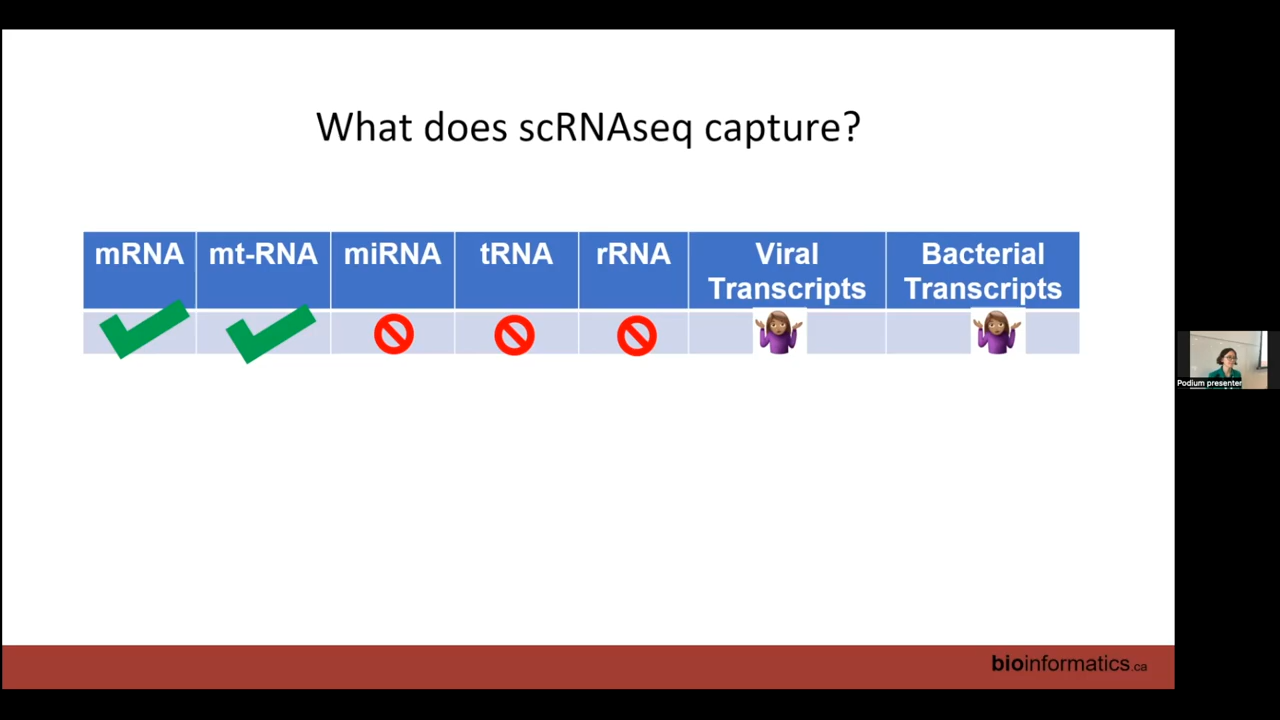 What does scRNAseq capture?
mRNA mt-RNA miRNA tRNA rRNA Viral Transcripts Bacterial Transcripts
Podium presenter
bioinformatics.ca